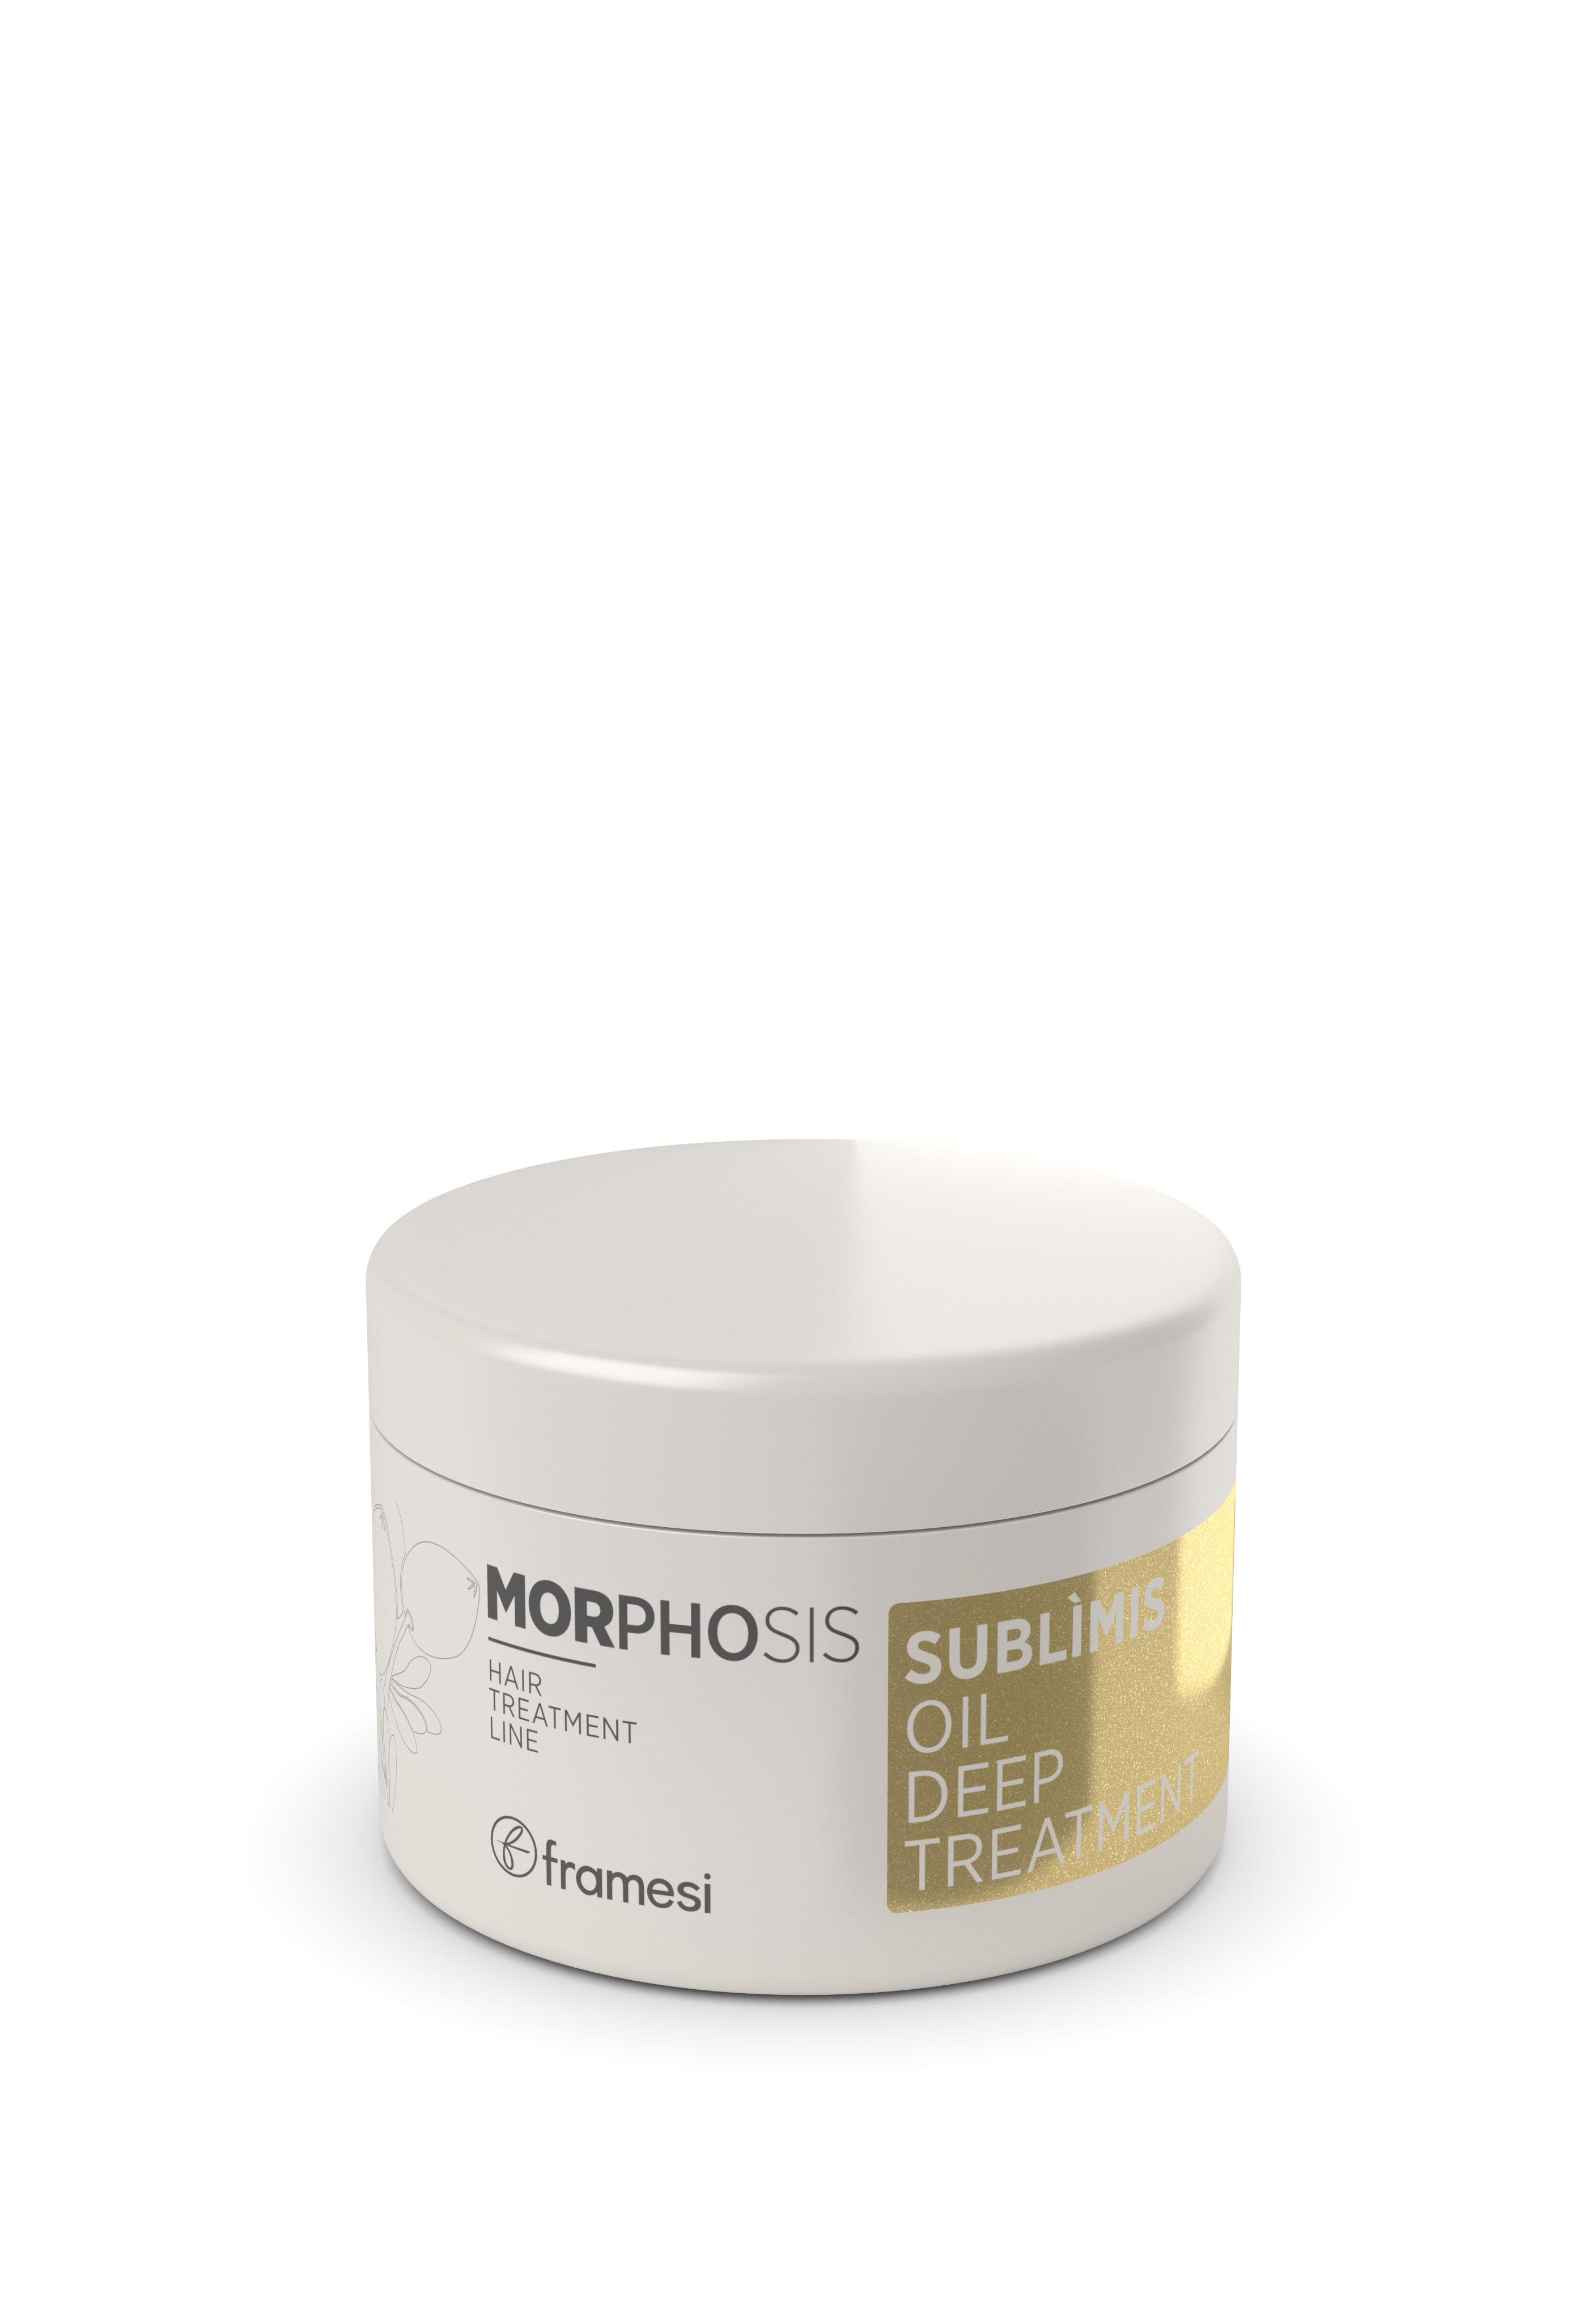 MORPHOSIS
HAIR
TREATMENT
LINE
framesi
SUBLÌMIS
OIL
DEEP
TREATMENT